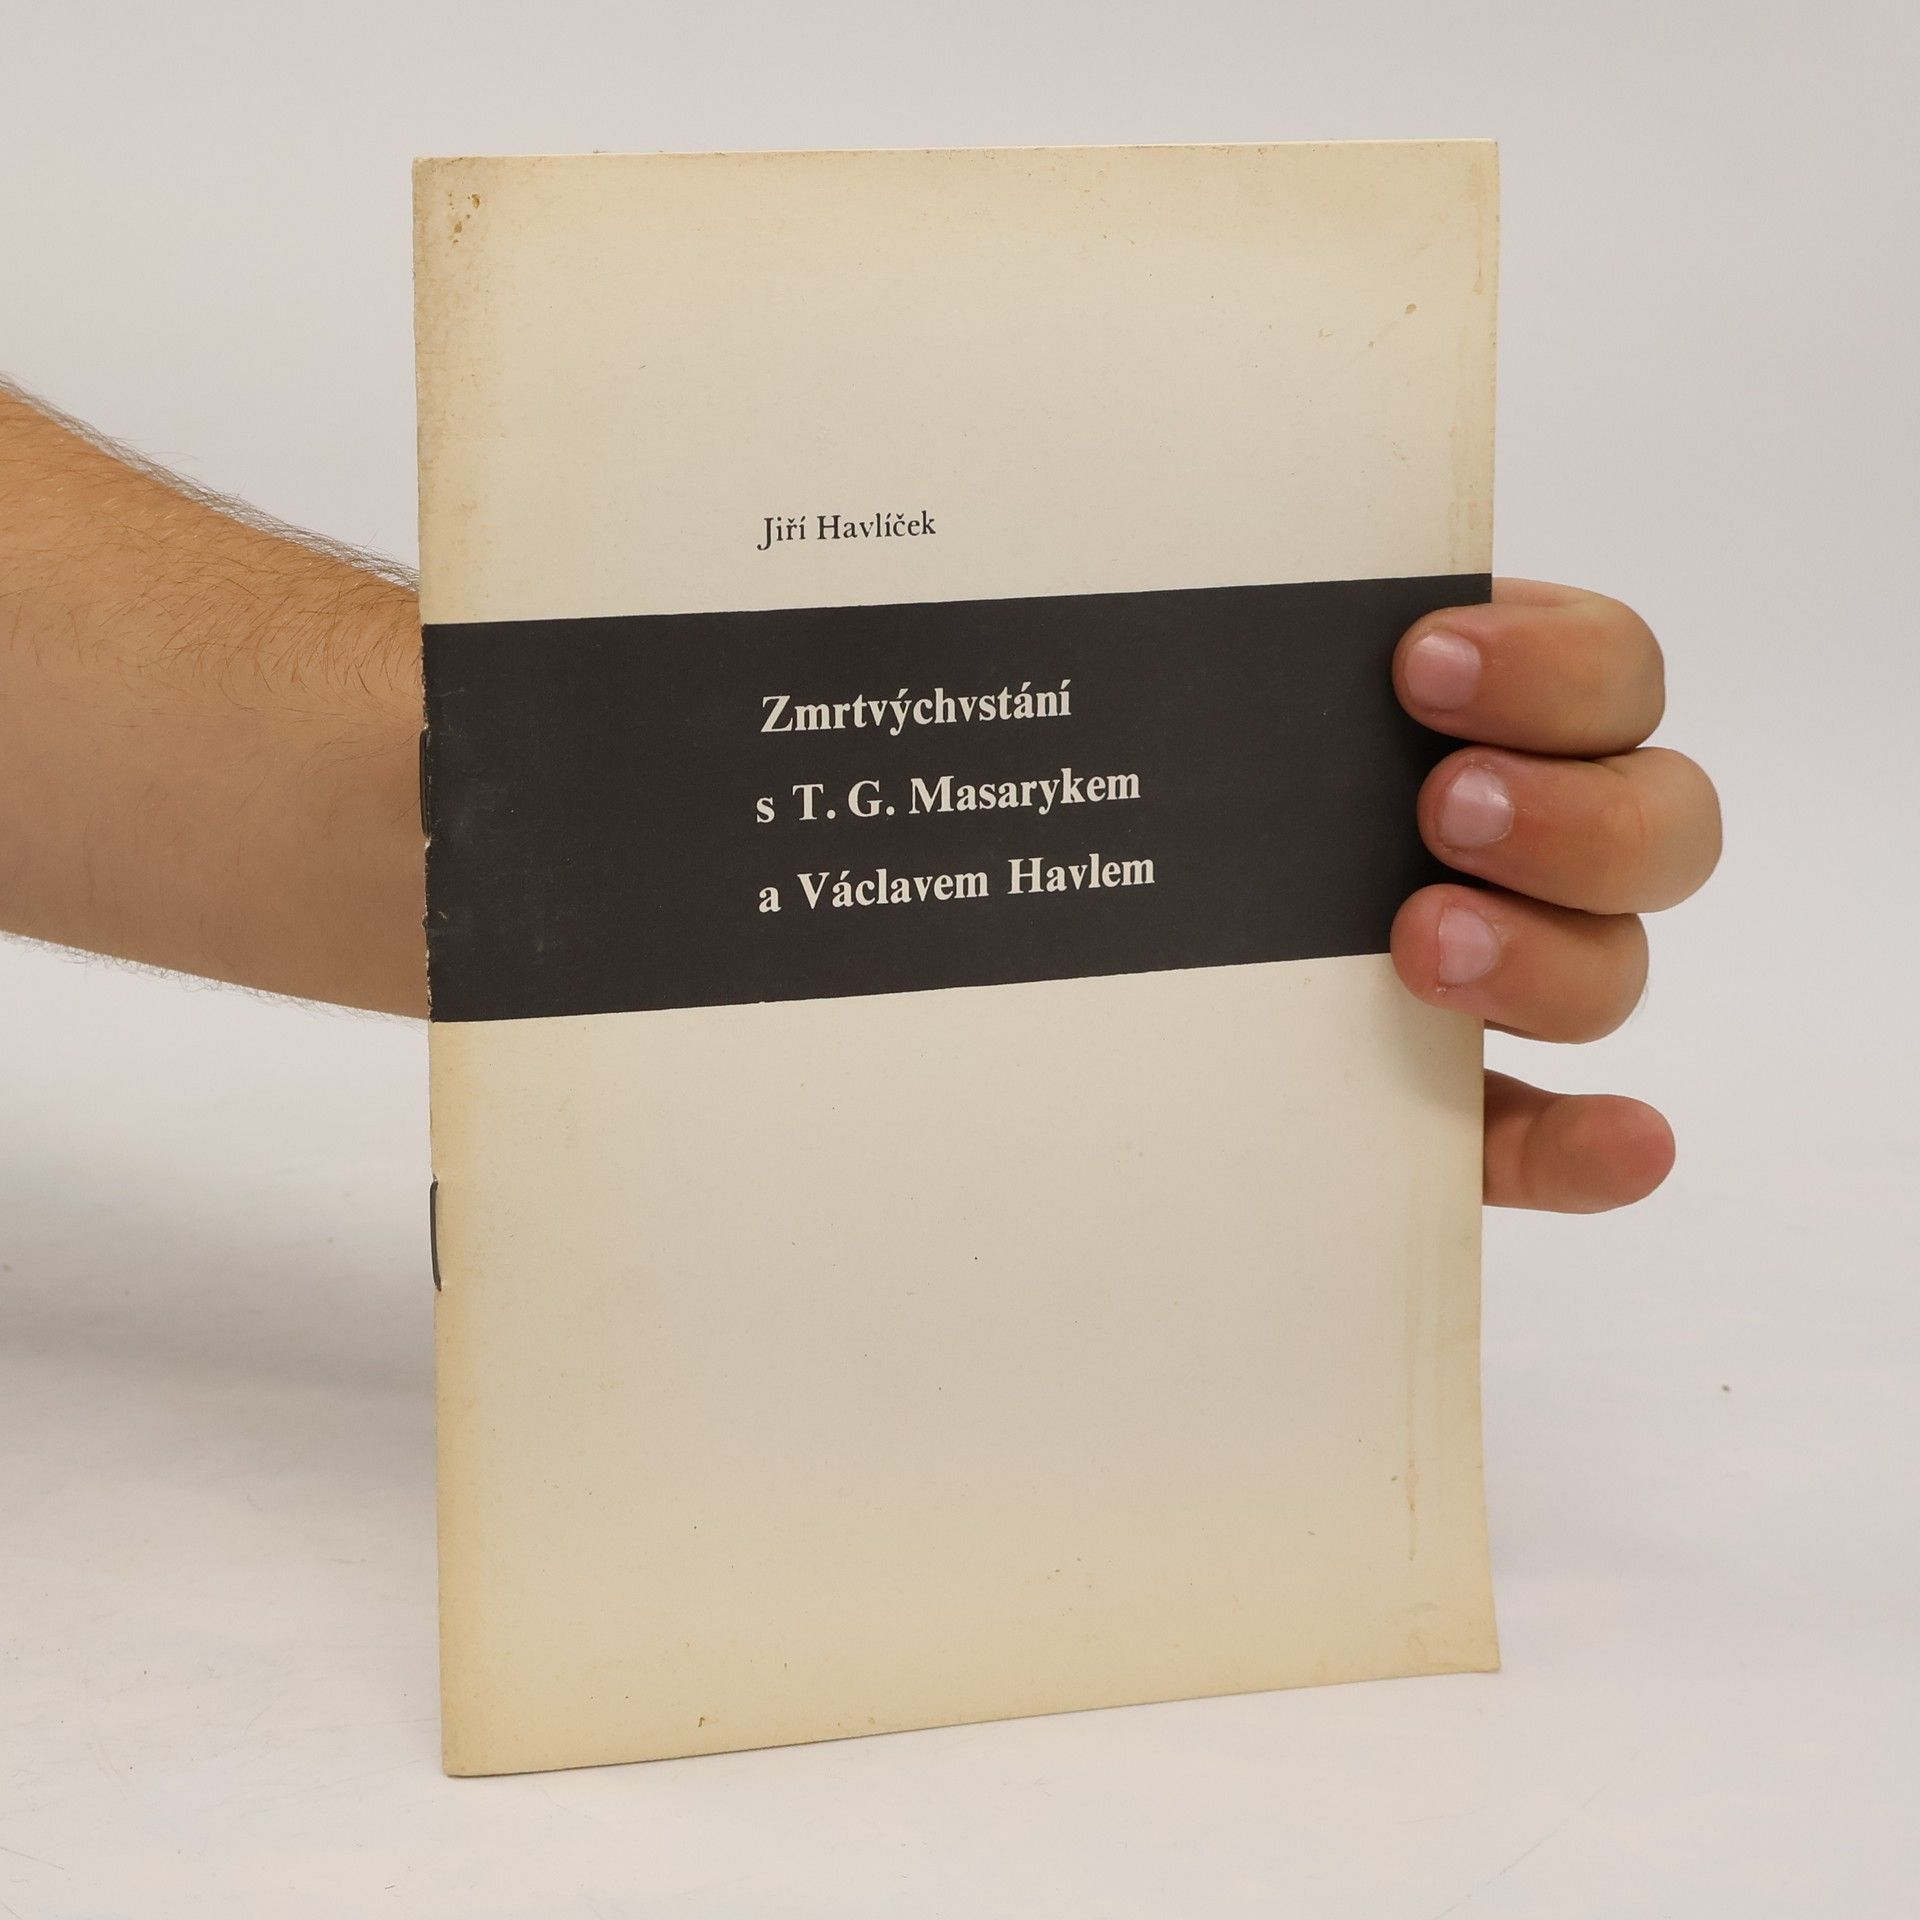 Jiří Havlíček
Zmrtvýchvstání
s T. G. Masarykem
a Václavem Havlem